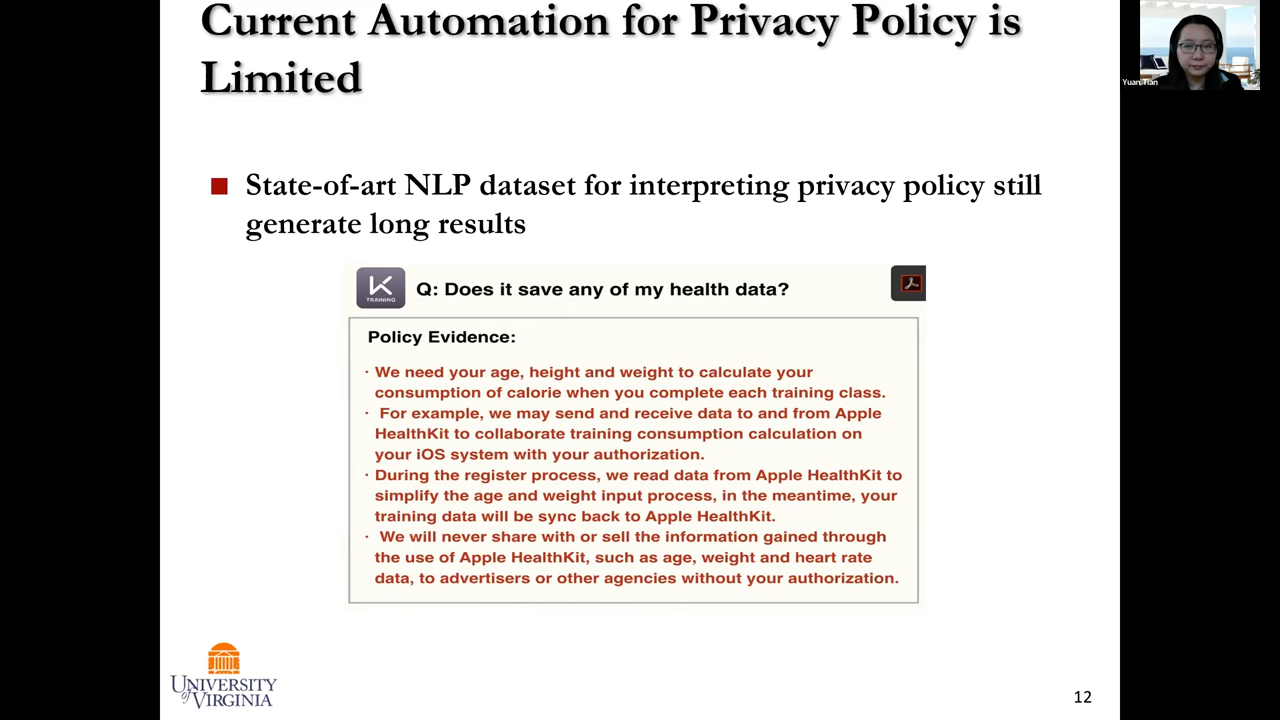 Current Automation for Privacy Policy is
Limited
Yuan Tian
State-of-art NLP dataset for interpreting privacy policy still
generate long results
K
TRAINING
Q: Does it save any of my health data?
Policy Evidence:
· We need your age, height and weight to calculate your
consumption of calorie when you complete each training class.
· For example, we may send and receive data to and from Apple
HealthKit to collaborate training consumption calculation on
your iOS system with your authorization.
· During the register process, we read data from Apple HealthKit to
simplify the age and weight input process, in the meantime, your
training data will be sync back to Apple HealthKit.
· We will never share with or sell the information gained through
the use of Apple HealthKit, such as age, weight and heart rate
data, to advertisers or other agencies without your authorization.
UNIVERSITY
of VIRGINIA
12